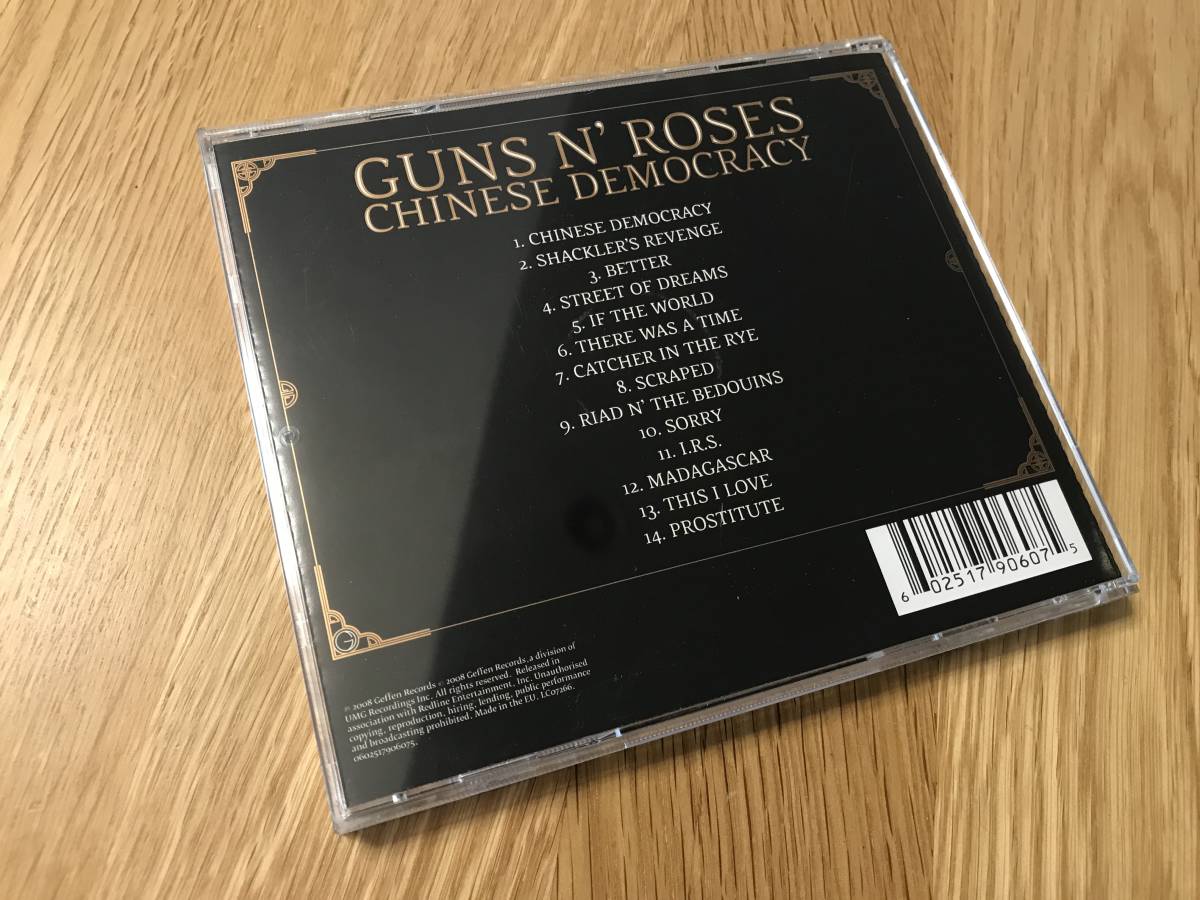 GUNS N' ROSES
CHINESE DEMOCRACY
1. CHINESE DEMOCRACY
2. SHACKLER'S REVENGE
3. BETTER
4. STREET OF DREAMS
5. IF THE WORLD
6. THERE WAS A TIME
7. CATCHER IN THE RYE
8. SCRAPED
9. RIAD N' THE BEDOUINS
10. SORRY
11. I.R.S.
12. MADAGASCAR
13. THIS I LOVE
14. PROSTITUTE
6 02517 90607 5
℗ 2008 Geffen Records © 2008 Geffen Records, a division of
UMG Recordings Inc. All rights reserved. Released in
association with Redline Entertainment, Inc. Unauthorised
copying, reproduction, hiring, lending, public performance
and broadcasting prohibited. Made in the EU. LC07266.
0602517906075.